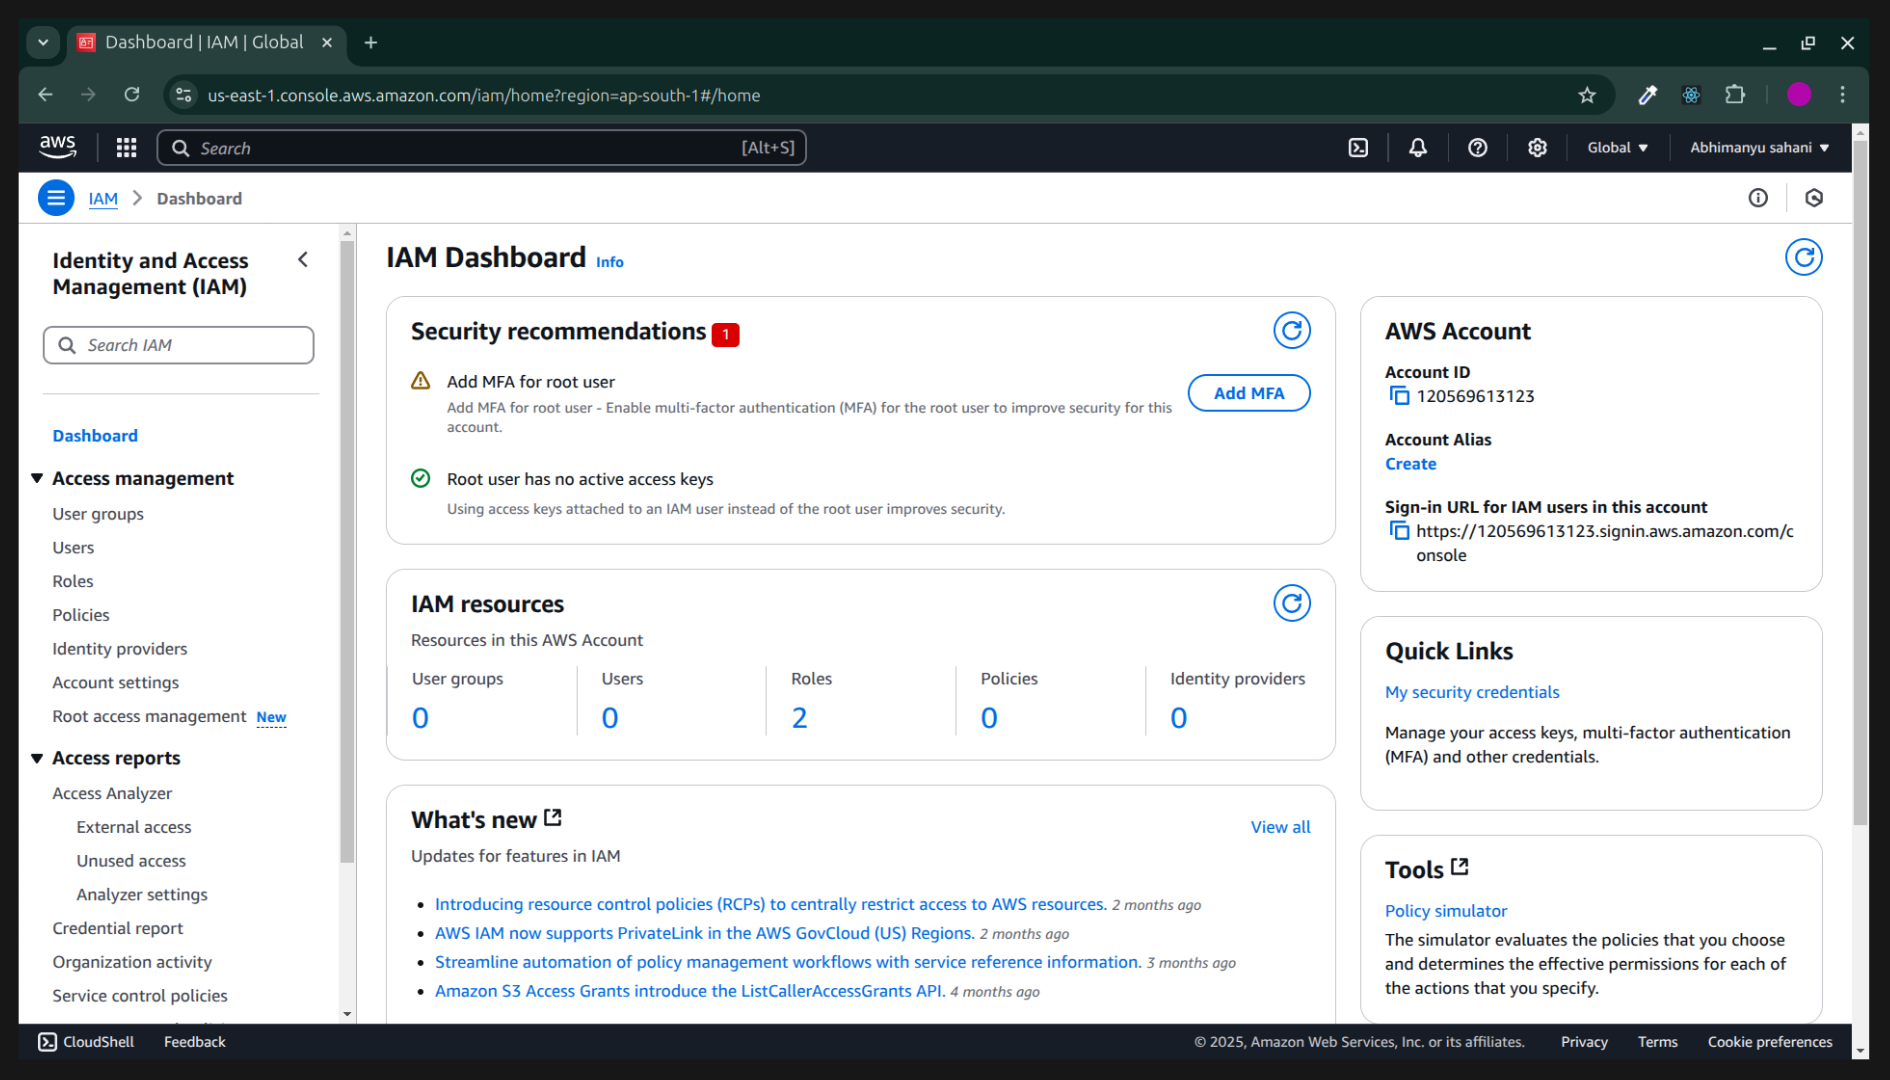 Dashboard | IAM | Global
us-east-1.console.aws.amazon.com/iam/home?region=ap-south-1#/home
aws
Search
[Alt+S]
Global
Abhimanyu sahani
IAM
Dashboard
Identity and Access
Management (IAM)
Search IAM
Dashboard
Access management
User groups
Users
Roles
Policies
Identity providers
Account settings
Root access management New
Access reports
Access Analyzer
External access
Unused access
Analyzer settings
Credential report
Organization activity
Service control policies
IAM Dashboard Info
Security recommendations 1
Add MFA for root user
Add MFA for root user - Enable multi-factor authentication (MFA) for the root user to improve security for this
account.
Add MFA
Root user has no active access keys
Using access keys attached to an IAM user instead of the root user improves security.
IAM resources
Resources in this AWS Account
User groups
0
Users
0
Roles
2
Policies
0
Identity providers
0
What's new
View all
Updates for features in IAM
Introducing resource control policies (RCPs) to centrally restrict access to AWS resources. 2 months ago
AWS IAM now supports PrivateLink in the AWS GovCloud (US) Regions. 2 months ago
Streamline automation of policy management workflows with service reference information. 3 months ago
Amazon S3 Access Grants introduce the ListCallerAccessGrants API. 4 months ago
AWS Account
Account ID
120569613123
Account Alias
Create
Sign-in URL for IAM users in this account
https://120569613123.signin.aws.amazon.com/c
onsole
Quick Links
My security credentials
Manage your access keys, multi-factor authentication
(MFA) and other credentials.
Tools
Policy simulator
The simulator evaluates the policies that you choose
and determines the effective permissions for each of
the actions that you specify.
CloudShell
Feedback
© 2025, Amazon Web Services, Inc. or its affiliates.
Privacy
Terms
Cookie preferences